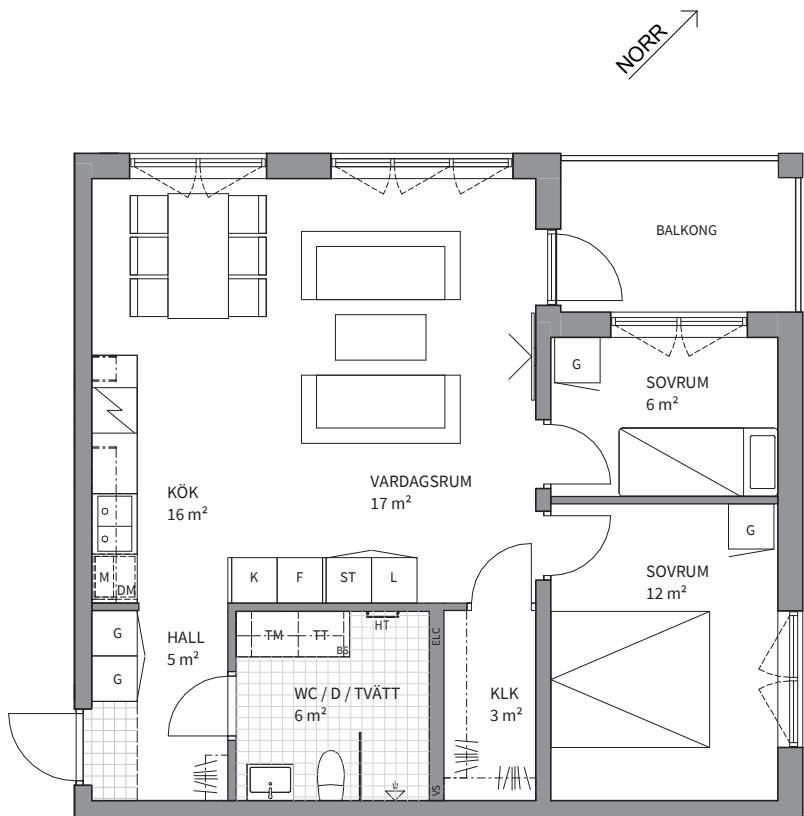 NORR
BALKONG
G
SOVRUM
6 m²
KÖK
16 m²
VARDAGSRUM
17 m²
G
K
F
ST
L
M
DM
SOVRUM
12 m²
G
G
HALL
5 m²
TM
TT
BS
HT
ELC
WC / D / TVÄTT
6 m²
KLK
3 m²
VS